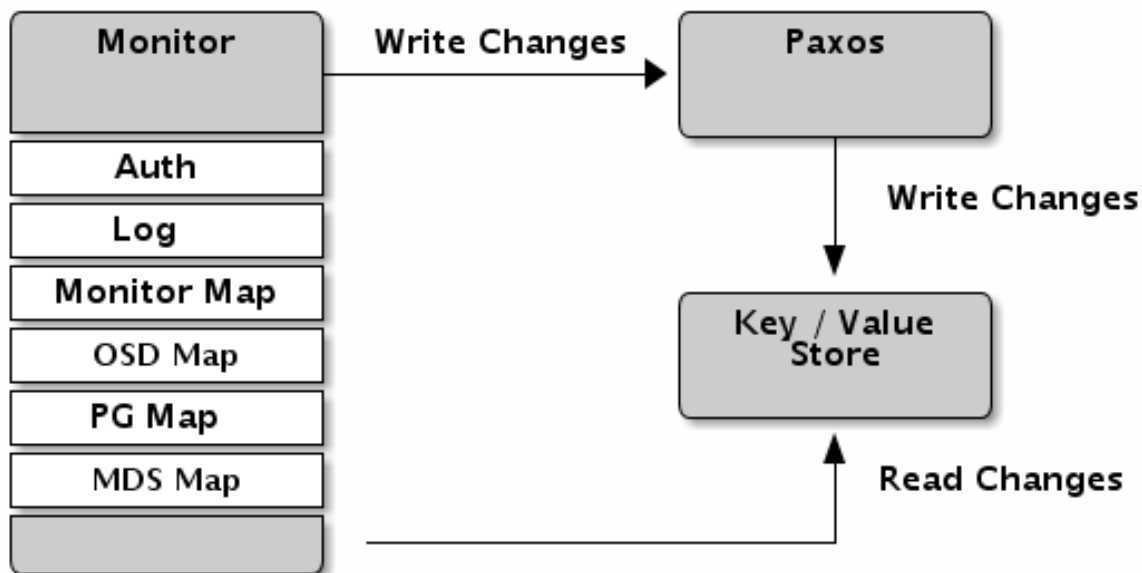 Monitor
Write Changes
Paxos
Auth
Log
Write Changes
Monitor Map
OSD Map
Key / Value
Store
PG Map
MDS Map
Read Changes